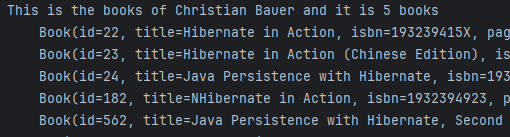 This is the books of Christian Bauer and it is 5 books
Book(id=22, title=Hibernate in Action, isbn=193239415X, pag
Book(id=23, title=Hibernate in Action (Chinese Edition), is
Book(id=24, title=Java Persistence with Hibernate, isbn=193
Book(id=182, title=NHibernate in Action, isbn=1932394923, p
Book(id=562, title=Java Persistence with Hibernate, Second